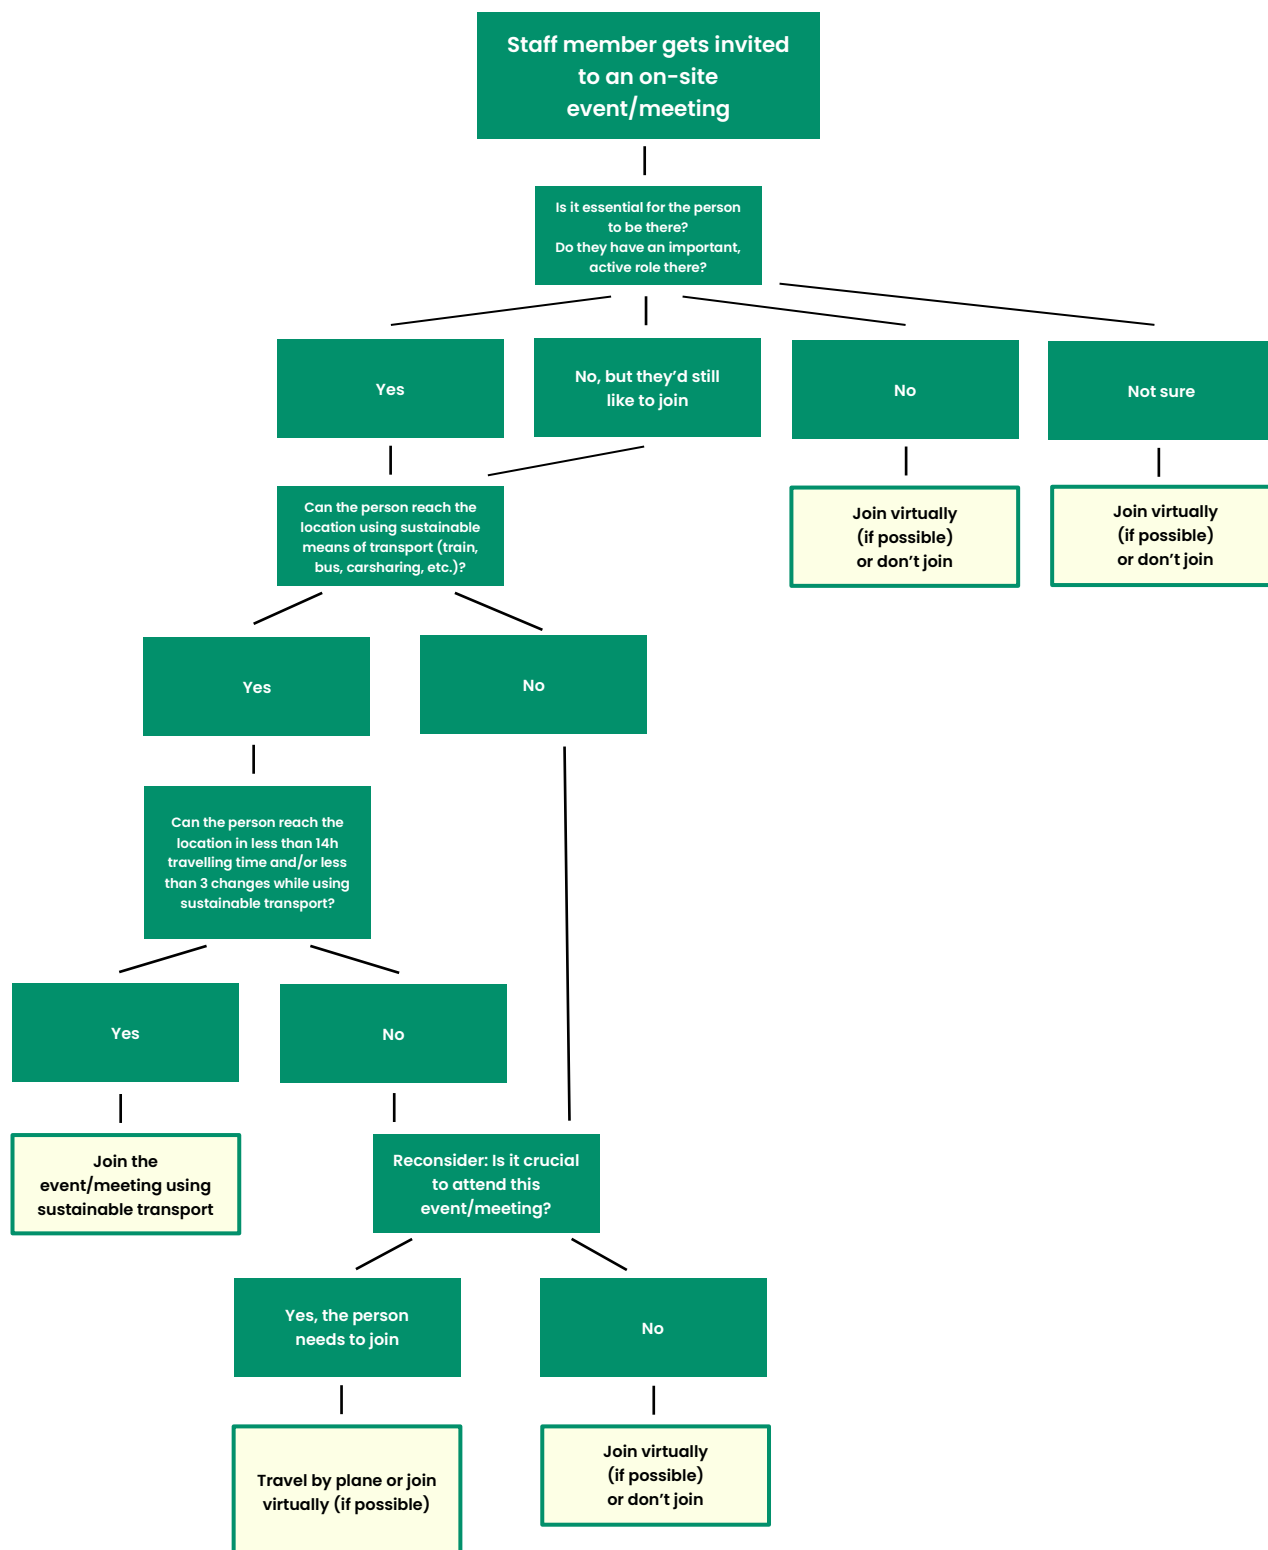 Staff member gets invited
to an on-site
event/meeting
Is it essential for the person
to be there?
Do they have an important,
active role there?
Yes
No, but they’d still
like to join
No
Not sure
Can the person reach the
location using sustainable
means of transport (train,
bus, carsharing, etc.)?
Join virtually
(if possible)
or don’t join
Join virtually
(if possible)
or don’t join
Yes
No
Can the person reach the
location in less than 14h
travelling time and/or less
than 3 changes while using
sustainable transport?
Yes
No
Join the
event/meeting using
sustainable transport
Reconsider: Is it crucial
to attend this
event/meeting?
Yes, the person
needs to join
No
Travel by plane or join
virtually (if possible)
Join virtually
(if possible)
or don’t join